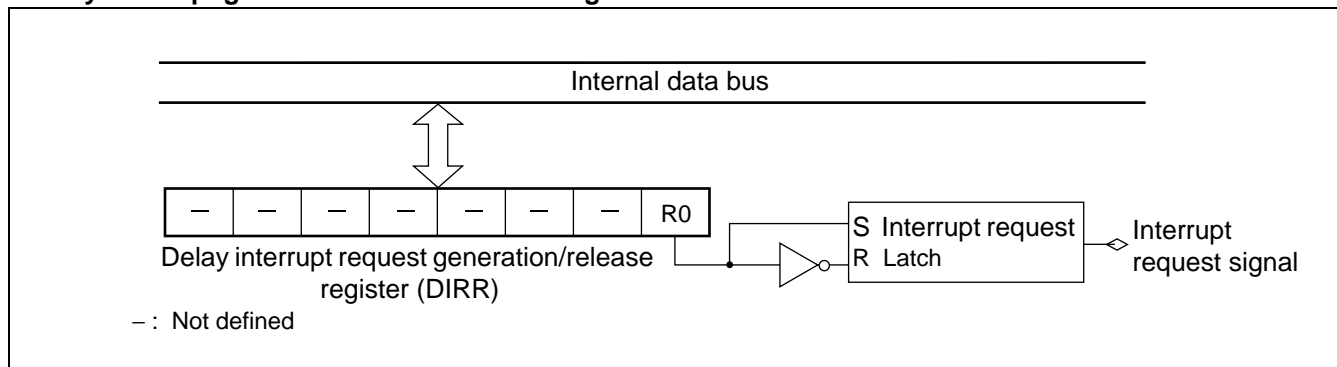 Internal data bus
– – – – – – – R0
Delay interrupt request generation/release
register (DIRR)
S Interrupt request
R Latch
Interrupt
request signal
– : Not defined